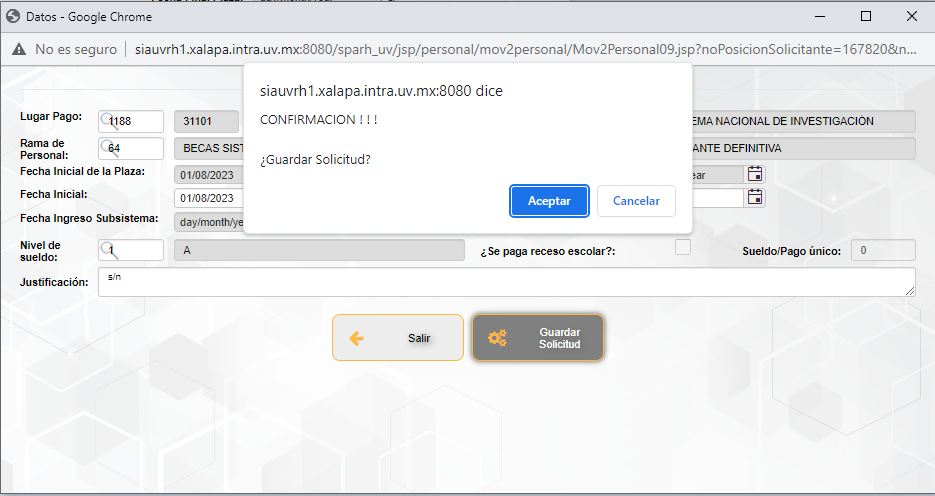 Datos - Google Chrome
No es seguro siauvrh1.xalapa.intra.uv.mx:8080/sparh_uv/jsp/personal/mov2personal/Mov2Personal09.jsp?noPosicionSolicitante=167820&n...
siauvrh1.xalapa.intra.uv.mx:8080 dice
CONFIRMACION ! ! !
¿Guardar Solicitud?
Aceptar Cancelar
Lugar Pago: 1188 31101 EMA NACIONAL DE INVESTIGACIÓN
Rama de Personal: 64 BECAS SIST ANTE DEFINITIVA
Fecha Inicial de la Plaza: 01/08/2023 ear
Fecha Inicial: 01/08/2023
Fecha Ingreso Subsistema: day/month/ye
Nivel de sueldo: 1 A ¿Se paga receso escolar?: Sueldo/Pago único: 0
Justificación: s/n
Salir Guardar Solicitud